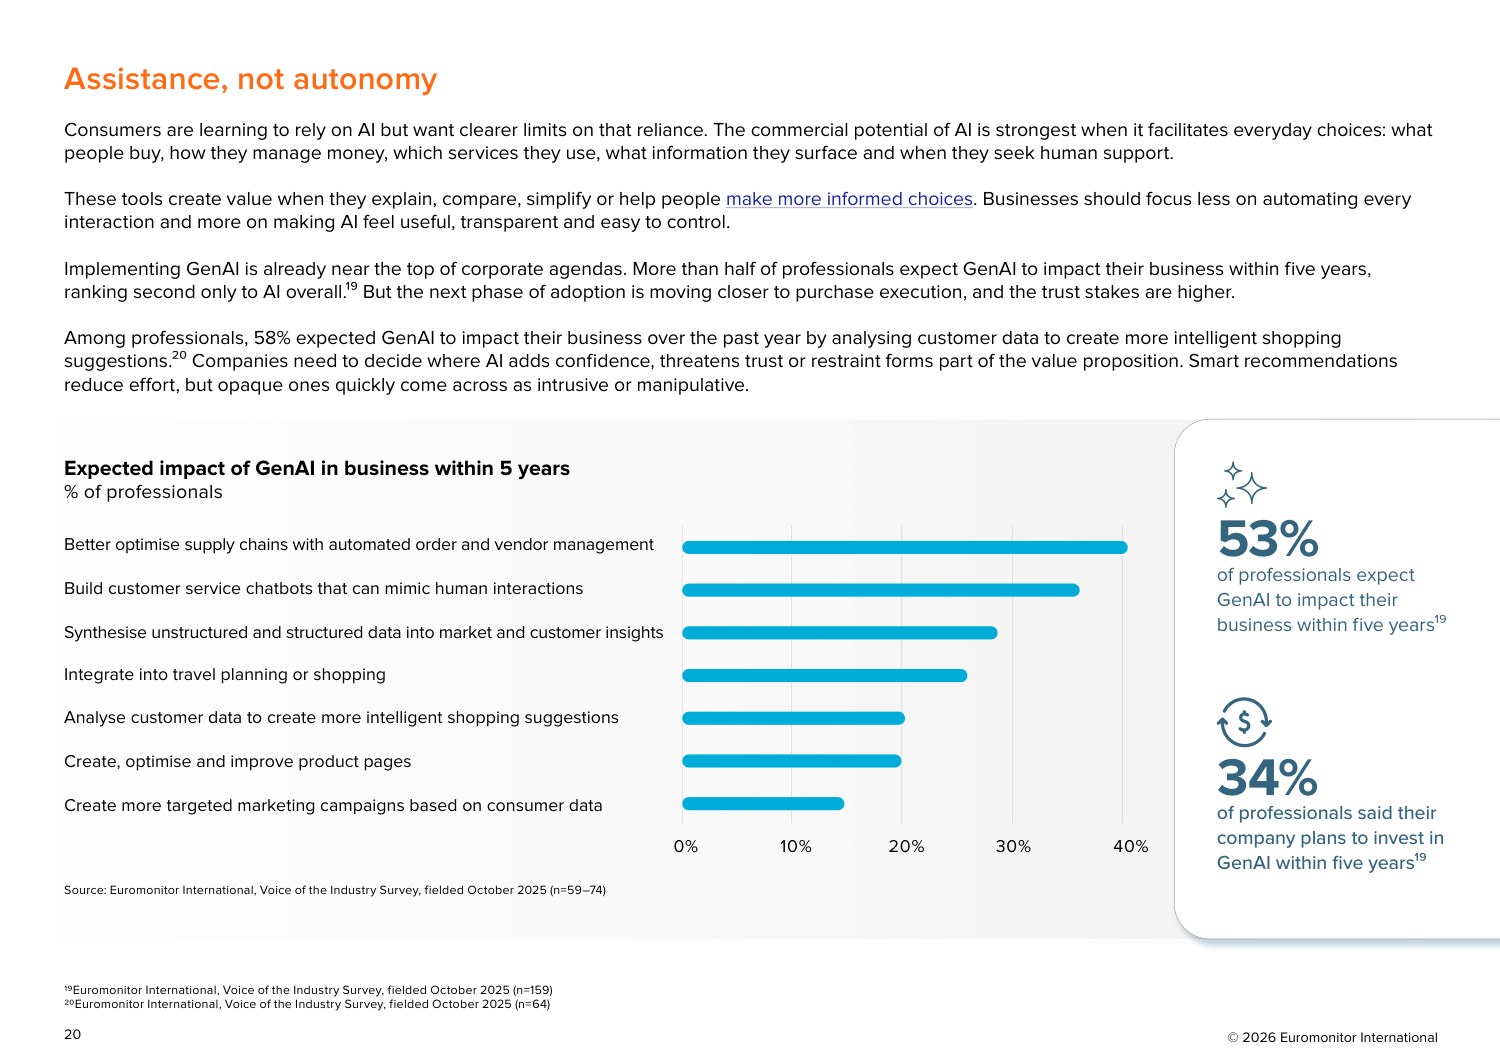 Assistance, not autonomy
Consumers are learning to rely on AI but want clearer limits on that reliance. The commercial potential of AI is strongest when it facilitates everyday choices: what
people buy, how they manage money, which services they use, what information they surface and when they seek human support.
These tools create value when they explain, compare, simplify or help people make more informed choices. Businesses should focus less on automating every
interaction and more on making AI feel useful, transparent and easy to control.
Implementing GenAI is already near the top of corporate agendas. More than half of professionals expect GenAI to impact their business within five years,
ranking second only to AI overall.¹⁹ But the next phase of adoption is moving closer to purchase execution, and the trust stakes are higher.
Among professionals, 58% expected GenAI to impact their business over the past year by analysing customer data to create more intelligent shopping
suggestions.²⁰ Companies need to decide where AI adds confidence, threatens trust or restraint forms part of the value proposition. Smart recommendations
reduce effort, but opaque ones quickly come across as intrusive or manipulative.
Expected impact of GenAI in business within 5 years
% of professionals
Better optimise supply chains with automated order and vendor management
Build customer service chatbots that can mimic human interactions
Synthesise unstructured and structured data into market and customer insights
Integrate into travel planning or shopping
Analyse customer data to create more intelligent shopping suggestions
Create, optimise and improve product pages
Create more targeted marketing campaigns based on consumer data
0% 10% 20% 30% 40%
Source: Euromonitor International, Voice of the Industry Survey, fielded October 2025 (n=59–74)
53%
of professionals expect
GenAI to impact their
business within five years¹⁹
$
34%
of professionals said their
company plans to invest in
GenAI within five years¹⁹
¹⁹Euromonitor International, Voice of the Industry Survey, fielded October 2025 (n=159)
²⁰Euromonitor International, Voice of the Industry Survey, fielded October 2025 (n=64)
20
© 2026 Euromonitor International